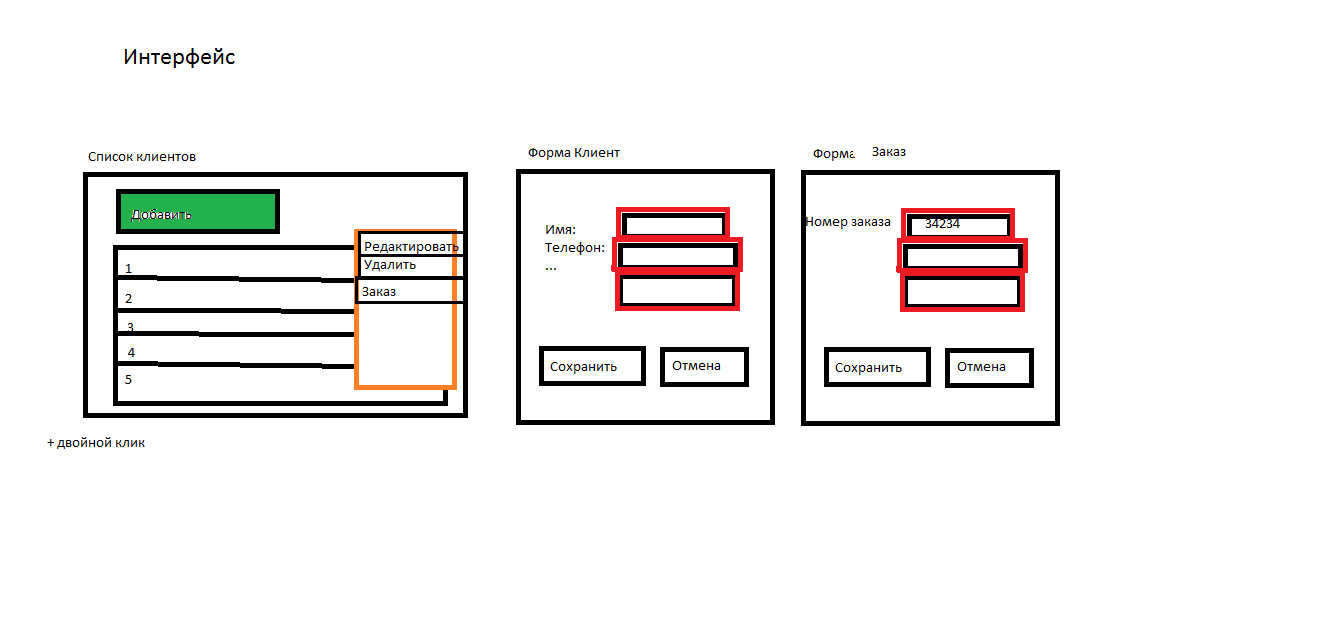 Интерфейс
Список клиентов
Добавить
1
2
3
4
5
Редактировать
Удалить
Заказ
+ двойной клик
Форма Клиент
Имя:
Телефон:
...
Сохранить
Отмена
Форма Заказ
Номер заказа 34234
Сохранить
Отмена